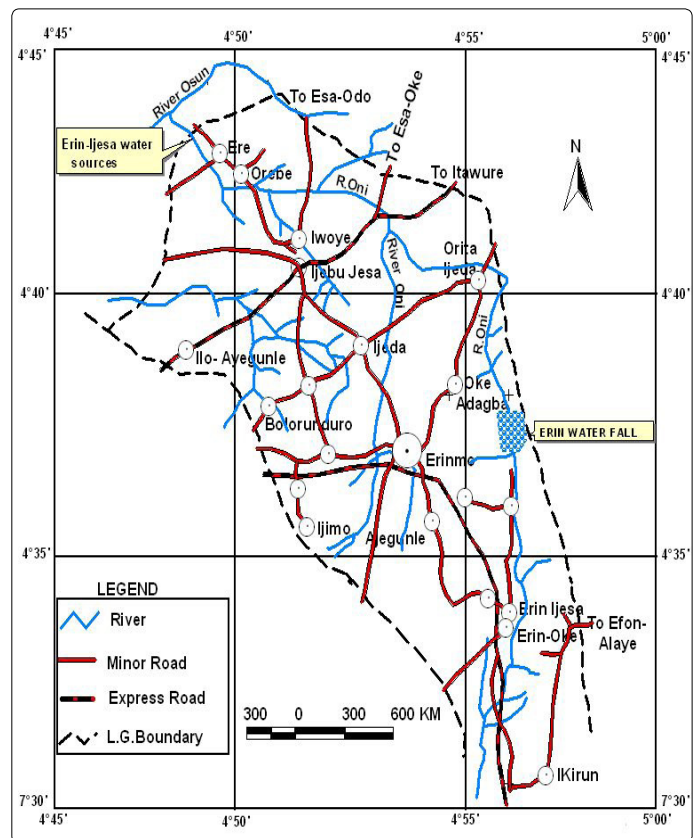 4°45'
4°50'
4°55'
5°00'
4°45'
4°45'
River Osun
To Esa-Odo
To Esa-Oke
Erin-Ijesa water
sources
Ere
Orebe
To Itawure
N
R.Oni
Iwoye
River Oni
Orita
Ijeda
Ijebu Jesa
4°40'
4°40'
R.Oni
Ijeda
Ilo- Ayegunle
Oke
Adagba
Bolorunduro
ERIN WATER FALL
Erinmo
Ijimo
Ajegunle
4°35'
4°35'
LEGEND
River
Minor Road
Express Road
L.G.Boundary
Erin Ijesa
Erin-Oke
To Efon-
Alaye
300 0 300 600 KM
IKirun
7°30'
7°30'
4°45'
4°50'
4°55'
5°00'